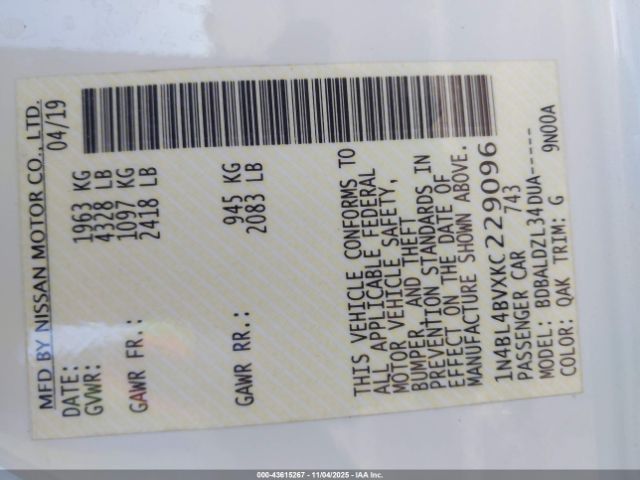 MFD BY NISSAN MOTOR CO., LTD.
DATE: 04/19
GVWR: 1963 KG
4328 LB
GAWR FR.: 1097 KG
2418 LB
GAWR RR.: 945 KG
2083 LB
THIS VEHICLE CONFORMS TO
ALL APPLICABLE FEDERAL
MOTOR VEHICLE SAFETY,
BUMPER, AND THEFT
PREVENTION STANDARDS IN
EFFECT ON THE DATE OF
MANUFACTURE SHOWN ABOVE.
1N4BL4BVXKC229096
PASSENGER CAR 743
MODEL: BDBALDZL34DUA-----
COLOR: QAK TRIM: G 9N00A
000-43615267 - 11/04/2025 - IAA Inc.